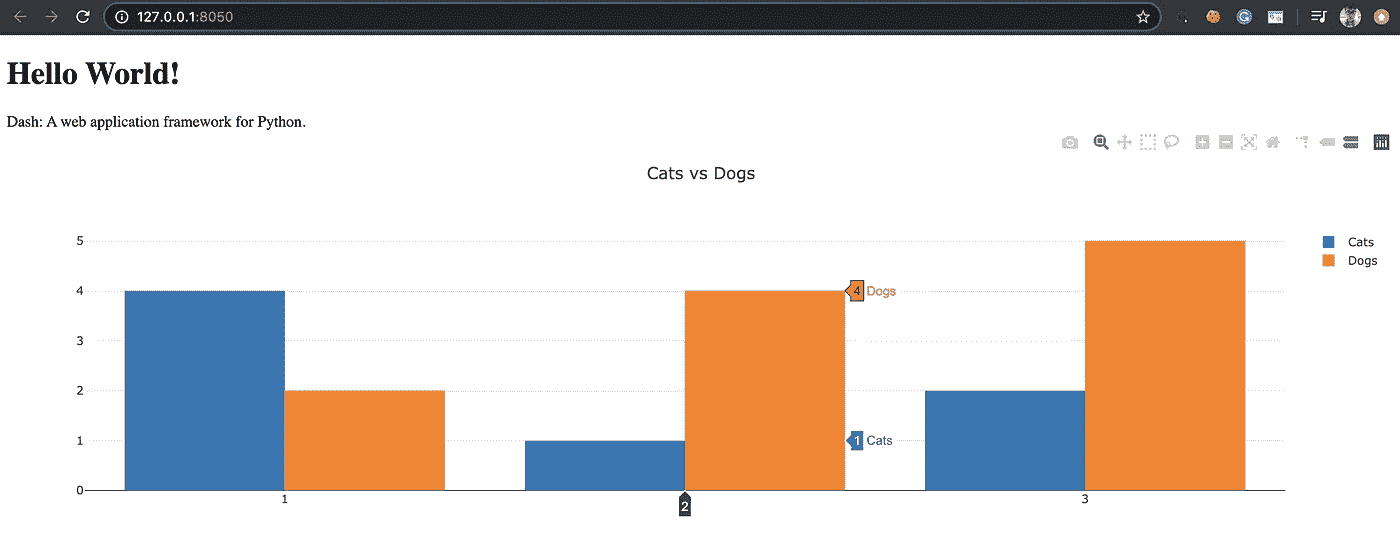 127.0.0.1:8050
Hello World!
Dash: A web application framework for Python.
Cats vs Dogs
5
4
3
2
1
0
4 Dogs
1 Cats
1
2
3
Cats
Dogs